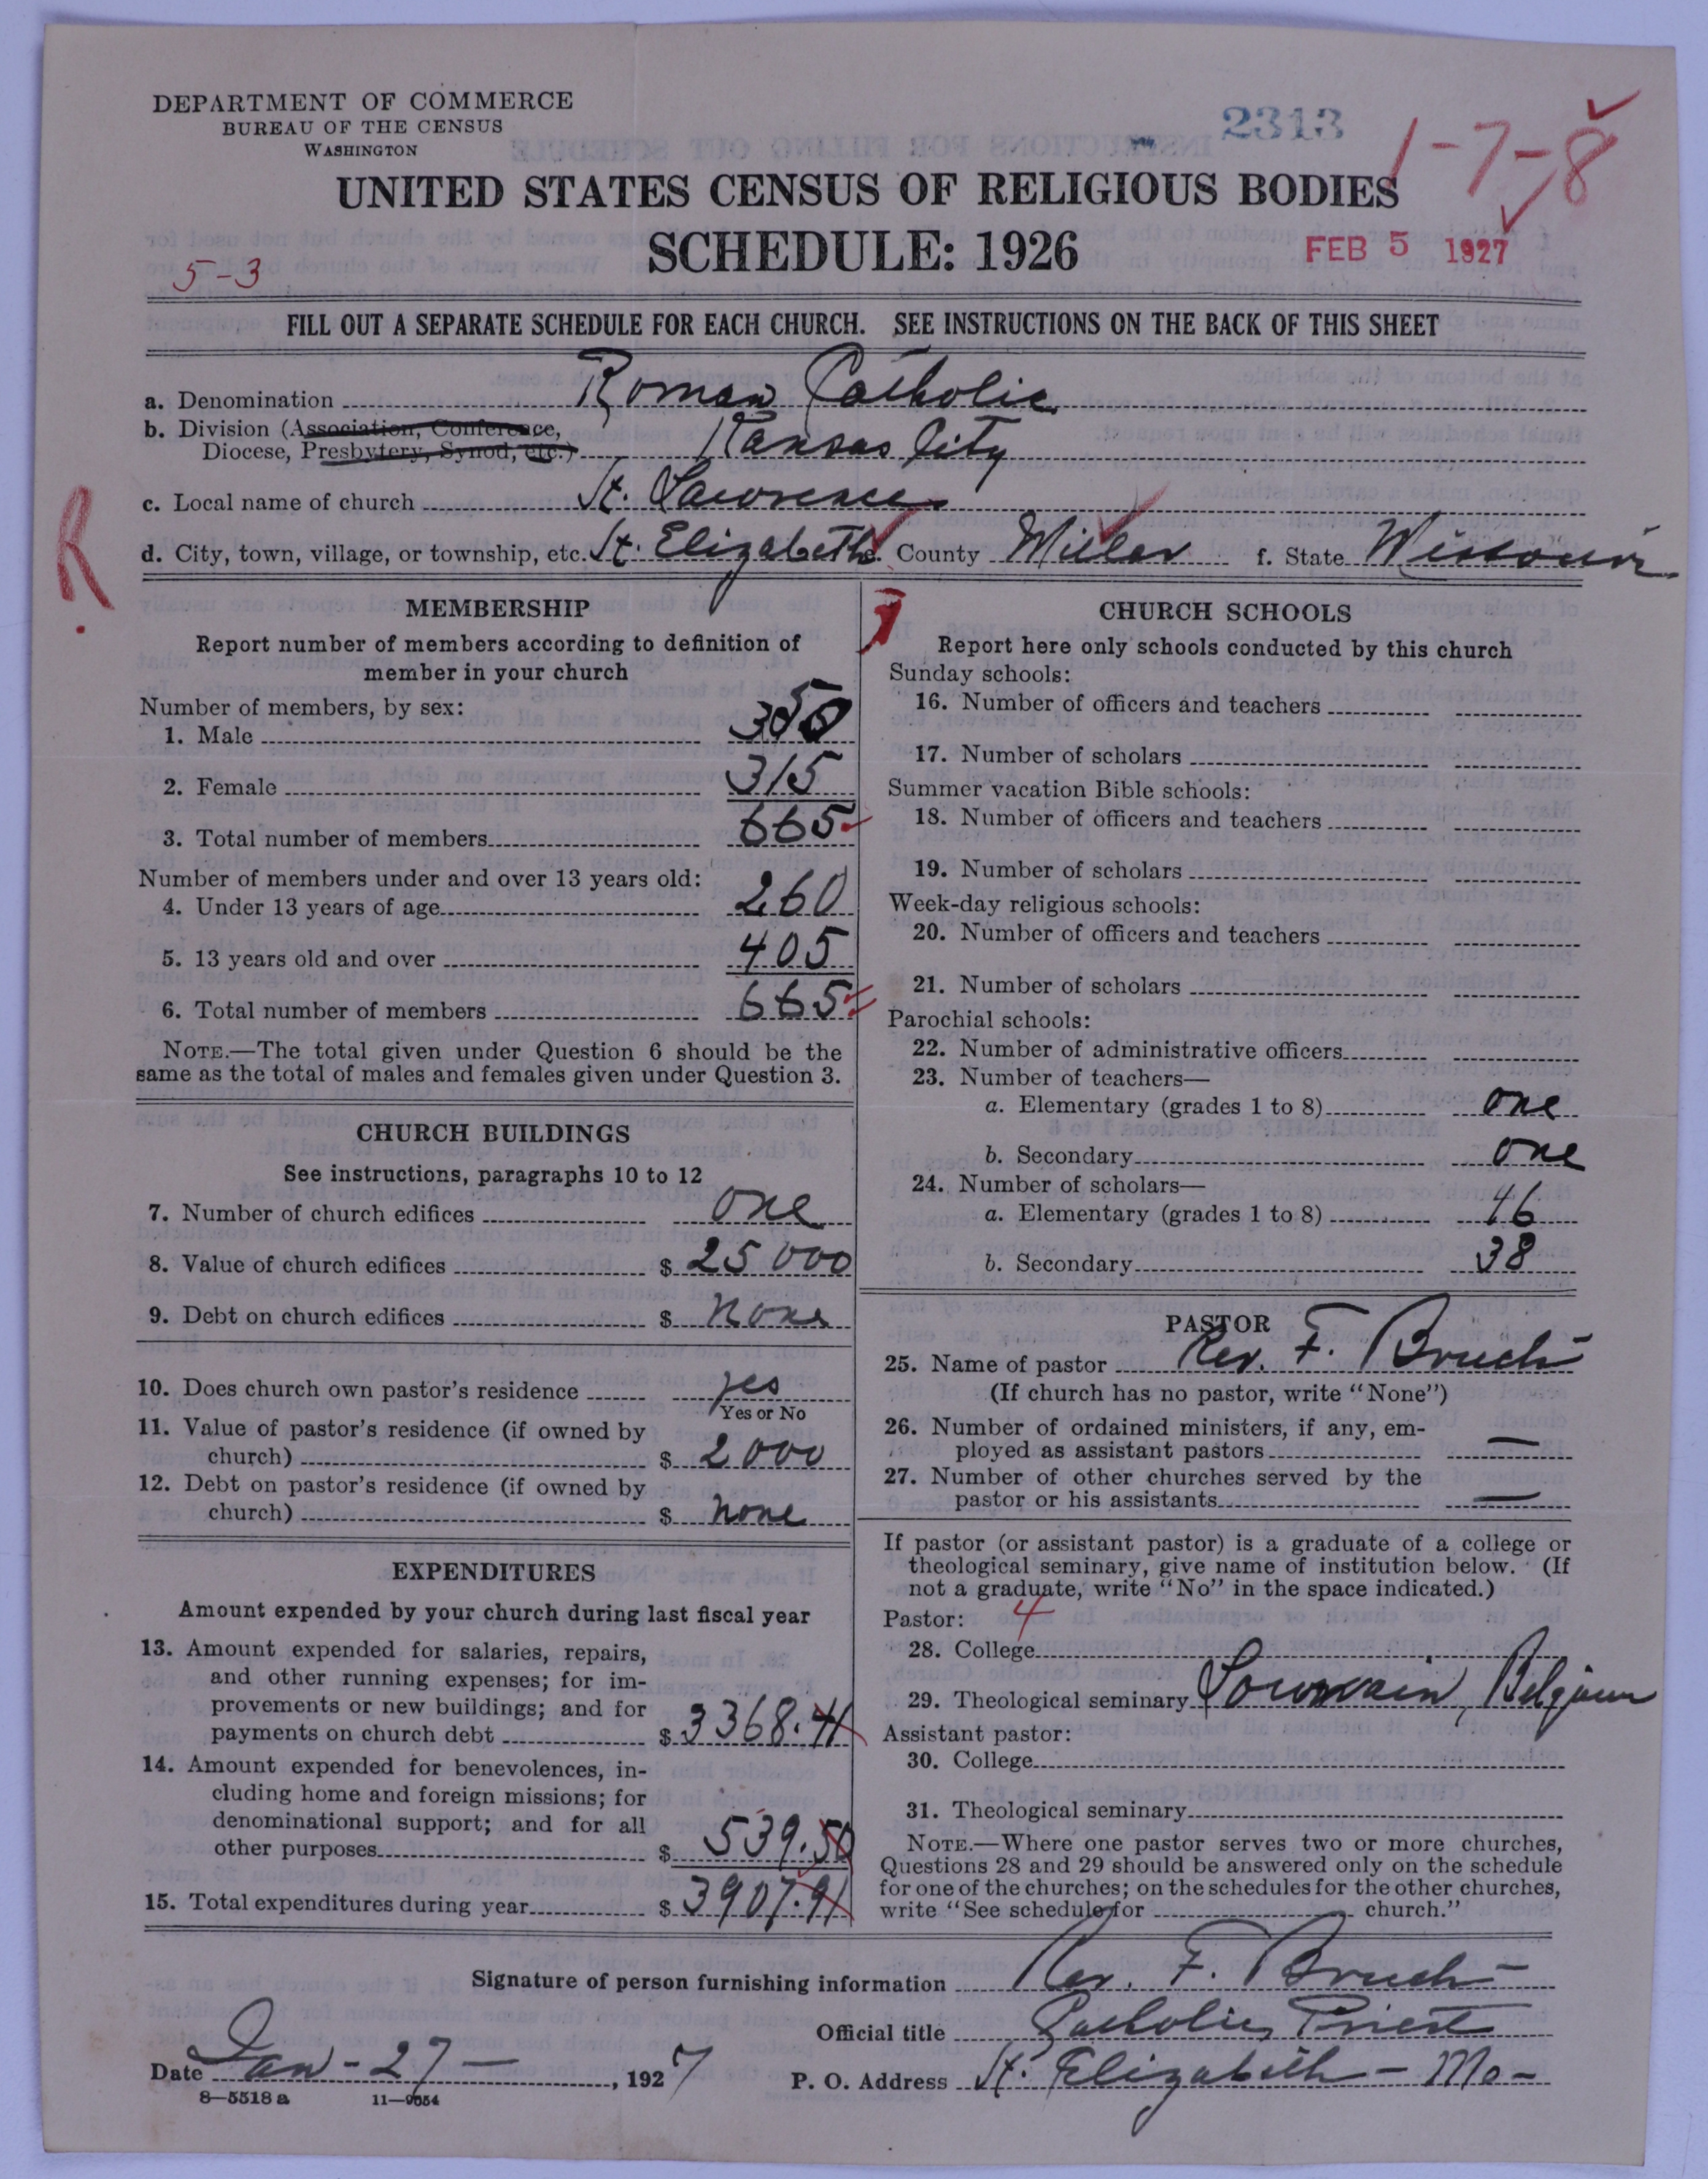 DEPARTMENT OF COMMERCE
BUREAU OF THE CENSUS
WASHINGTON
2313
1-7-8
UNITED STATES CENSUS OF RELIGIOUS BODIES
SCHEDULE: 1926
FEB 5 1927
5-3
FILL OUT A SEPARATE SCHEDULE FOR EACH CHURCH. SEE INSTRUCTIONS ON THE BACK OF THIS SHEET
a. Denomination Roman Catholic
b. Division (Association, Conference,
Diocese, Presbytery, Synod, etc.) Kansas City
c. Local name of church St. Lawrence
R.
d. City, town, village, or township, etc. St. Elizabeth e. County Miller f. State Missouri
MEMBERSHIP
Report number of members according to definition of
member in your church
Number of members, by sex:
1. Male 350
2. Female 315
3. Total number of members 665
Number of members under and over 13 years old:
4. Under 13 years of age 260
5. 13 years old and over 405
6. Total number of members 665
NOTE.—The total given under Question 6 should be the
same as the total of males and females given under Question 3.
CHURCH BUILDINGS
See instructions, paragraphs 10 to 12
7. Number of church edifices one
8. Value of church edifices $ 25 000
9. Debt on church edifices $ none
10. Does church own pastor's residence yes
Yes or No
11. Value of pastor's residence (if owned by
church) $ 2 000
12. Debt on pastor's residence (if owned by
church) $ none
EXPENDITURES
Amount expended by your church during last fiscal year
13. Amount expended for salaries, repairs,
and other running expenses; for im-
provements or new buildings; and for
payments on church debt $ 3368.41
14. Amount expended for benevolences, in-
cluding home and foreign missions; for
denominational support; and for all
other purposes $ 539.50
15. Total expenditures during year $ 3907.91
CHURCH SCHOOLS
Report here only schools conducted by this church
Sunday schools:
16. Number of officers and teachers
17. Number of scholars
Summer vacation Bible schools:
18. Number of officers and teachers
19. Number of scholars
Week-day religious schools:
20. Number of officers and teachers
21. Number of scholars
Parochial schools:
22. Number of administrative officers
23. Number of teachers—
a. Elementary (grades 1 to 8) one
b. Secondary one
24. Number of scholars—
a. Elementary (grades 1 to 8) 46
b. Secondary 38
PASTOR
25. Name of pastor Rev. F. Bruch
(If church has no pastor, write "None")
26. Number of ordained ministers, if any, em-
ployed as assistant pastors —
27. Number of other churches served by the
pastor or his assistants —
If pastor (or assistant pastor) is a graduate of a college or
theological seminary, give name of institution below. (If
not a graduate, write "No" in the space indicated.)
Pastor: 4
28. College
29. Theological seminary Louvain, Belgium
Assistant pastor:
30. College
31. Theological seminary
NOTE.—Where one pastor serves two or more churches,
Questions 28 and 29 should be answered only on the schedule
for one of the churches; on the schedules for the other churches,
write "See schedule for church."
Signature of person furnishing information Rev. F. Bruch
Official title Catholic Priest
Date Jan - 27 - , 1927 P. O. Address St. Elizabeth - Mo -
8-5518 a 11-9054